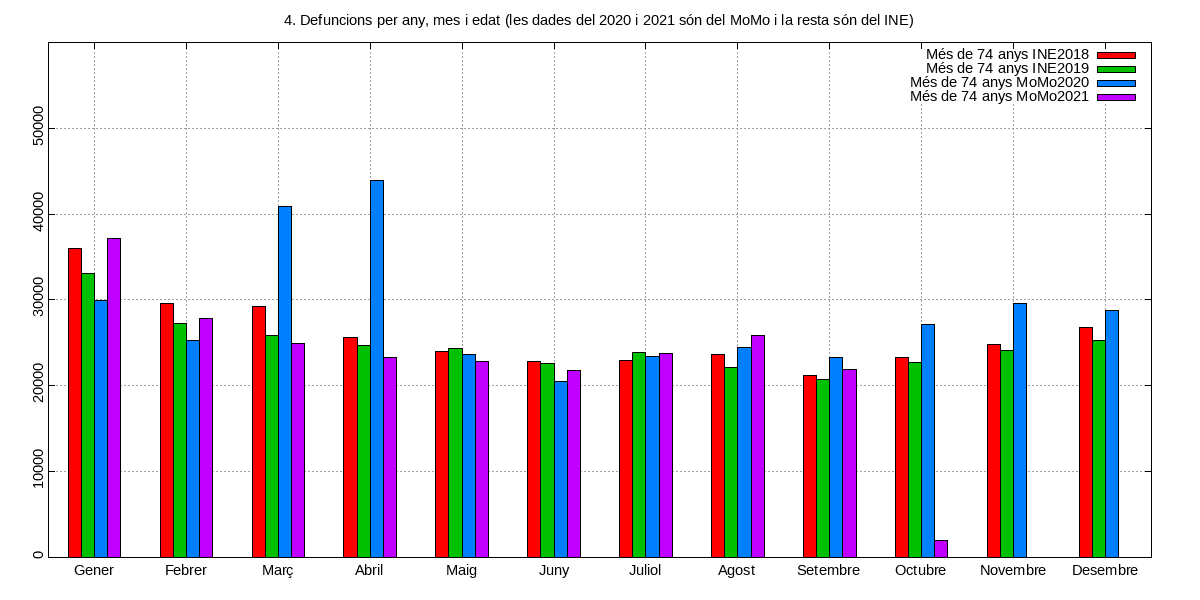 4. Defuncions per any, mes i edat (les dades del 2020 i 2021 són del MoMo i la resta són del INE)
Més de 74 anys INE2018
Més de 74 anys INE2019
Més de 74 anys MoMo2020
Més de 74 anys MoMo2021
50000
40000
30000
20000
10000
0
Gener Febrer Març Abril Maig Juny Juliol Agost Setembre Octubre Novembre Desembre